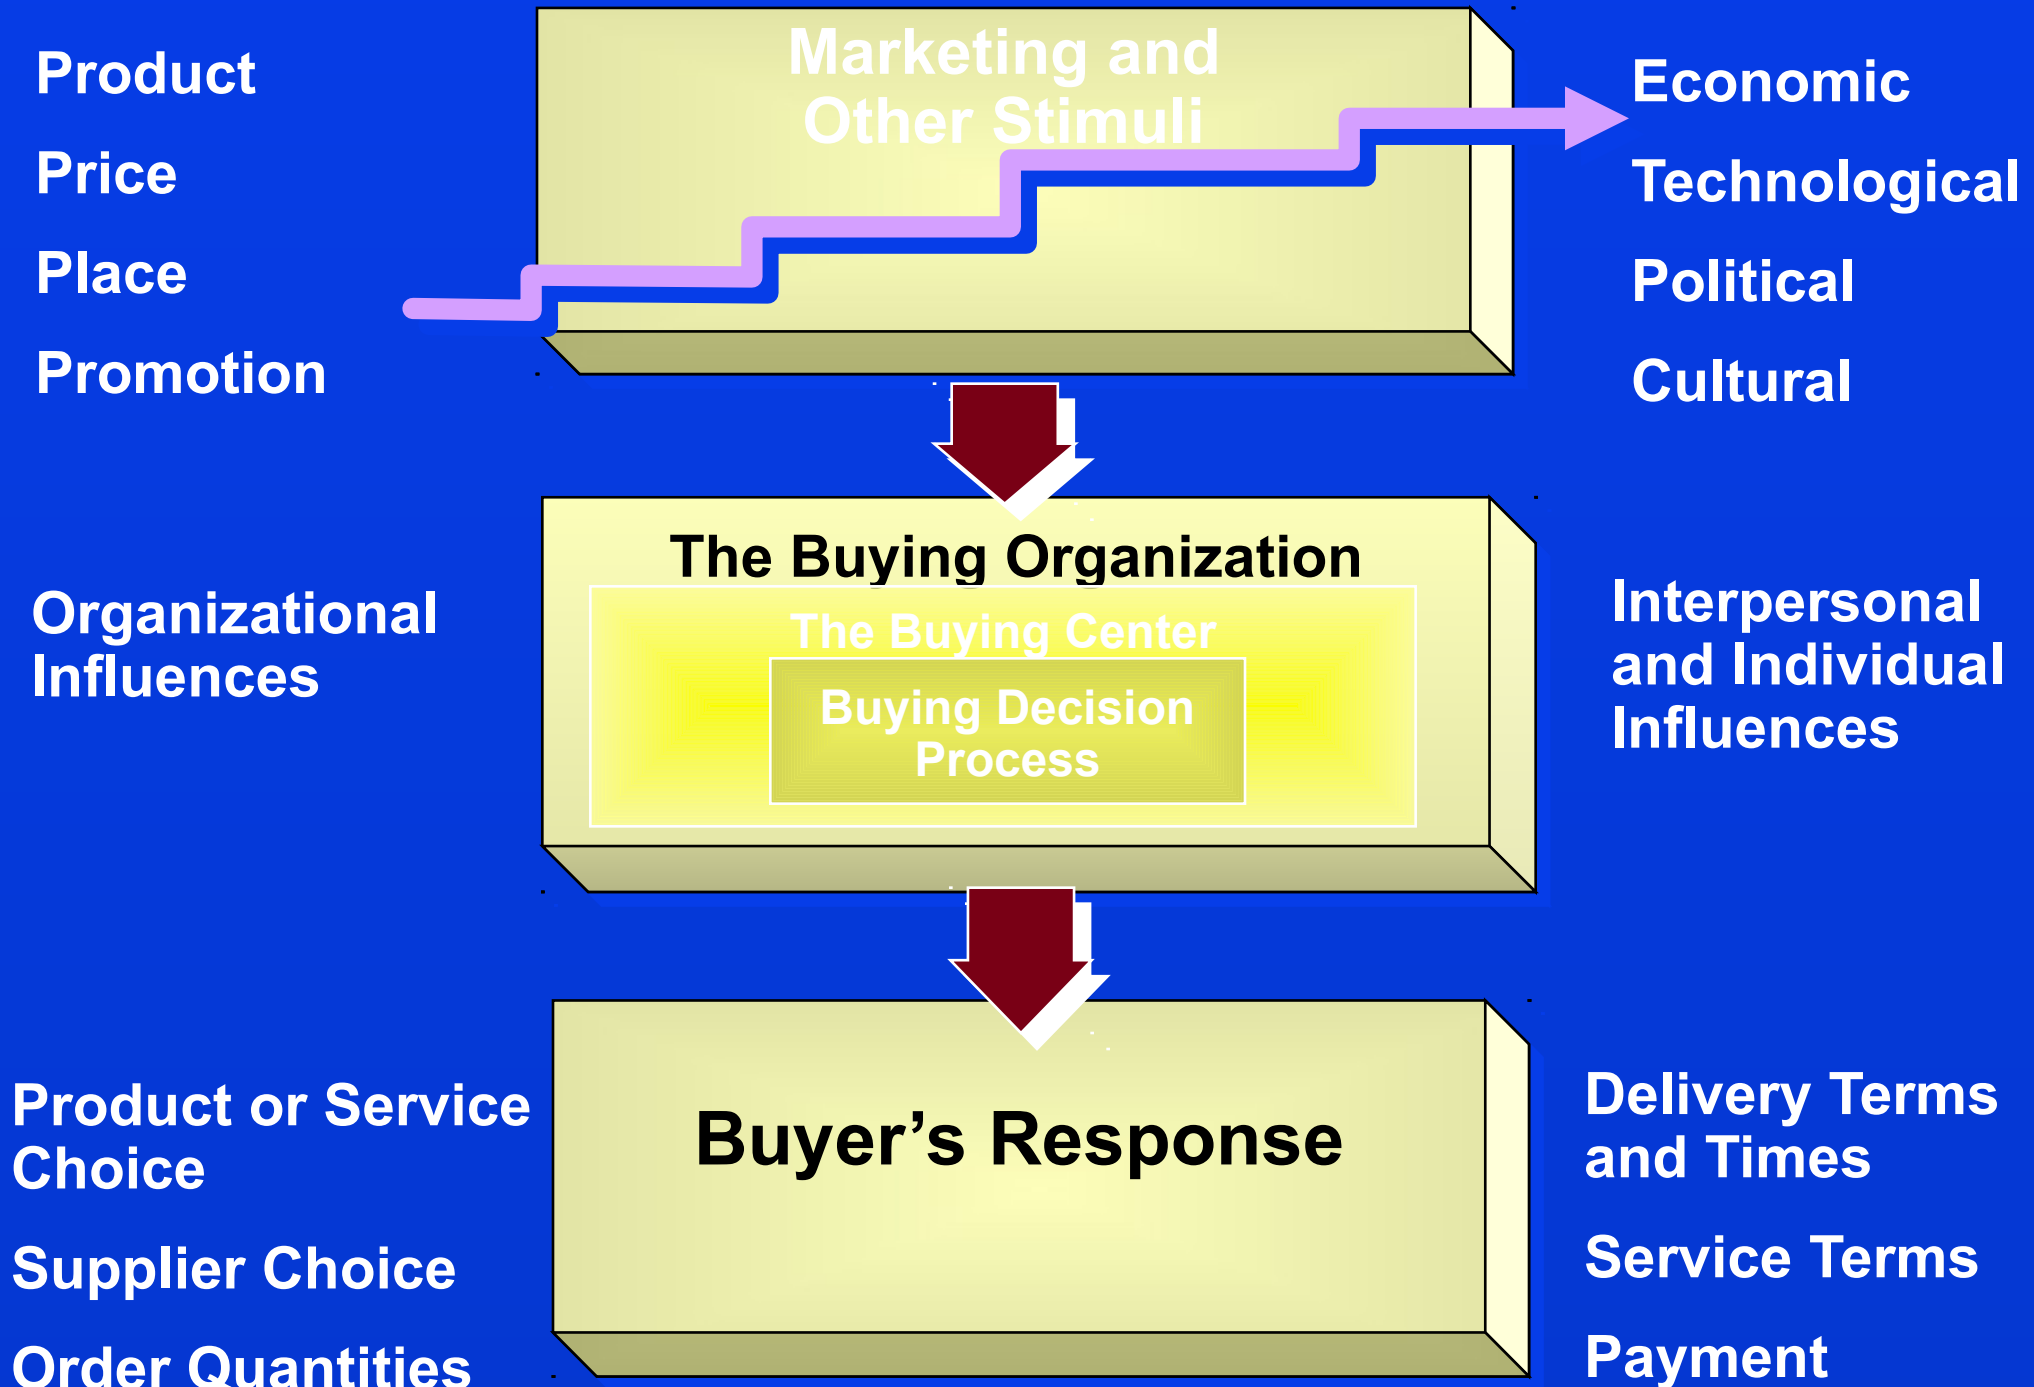 Product
Price
Place
Promotion
Marketing and
Other Stimuli
Economic
Technological
Political
Cultural
Organizational
Influences
The Buying Organization
The Buying Center
Buying Decision
Process
Interpersonal
and Individual
Influences
Product or Service
Choice
Supplier Choice
Order Quantities
Buyer’s Response
Delivery Terms
and Times
Service Terms
Payment